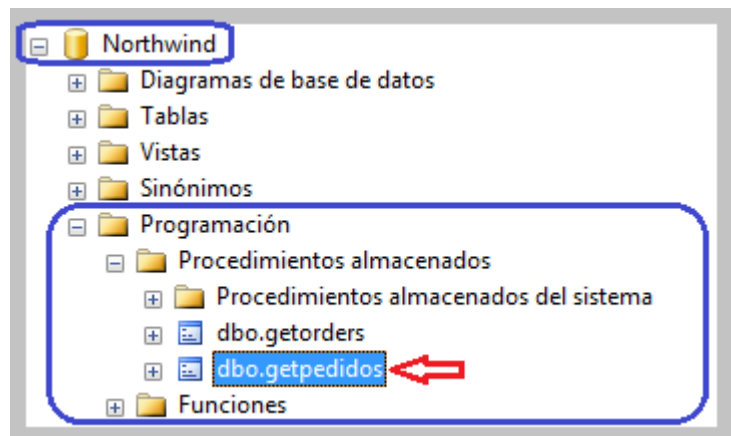 Northwind
Diagramas de base de datos
Tablas
Vistas
Sinónimos
Programación
Procedimientos almacenados
Procedimientos almacenados del sistema
dbo.getorders
dbo.getpedidos
Funciones